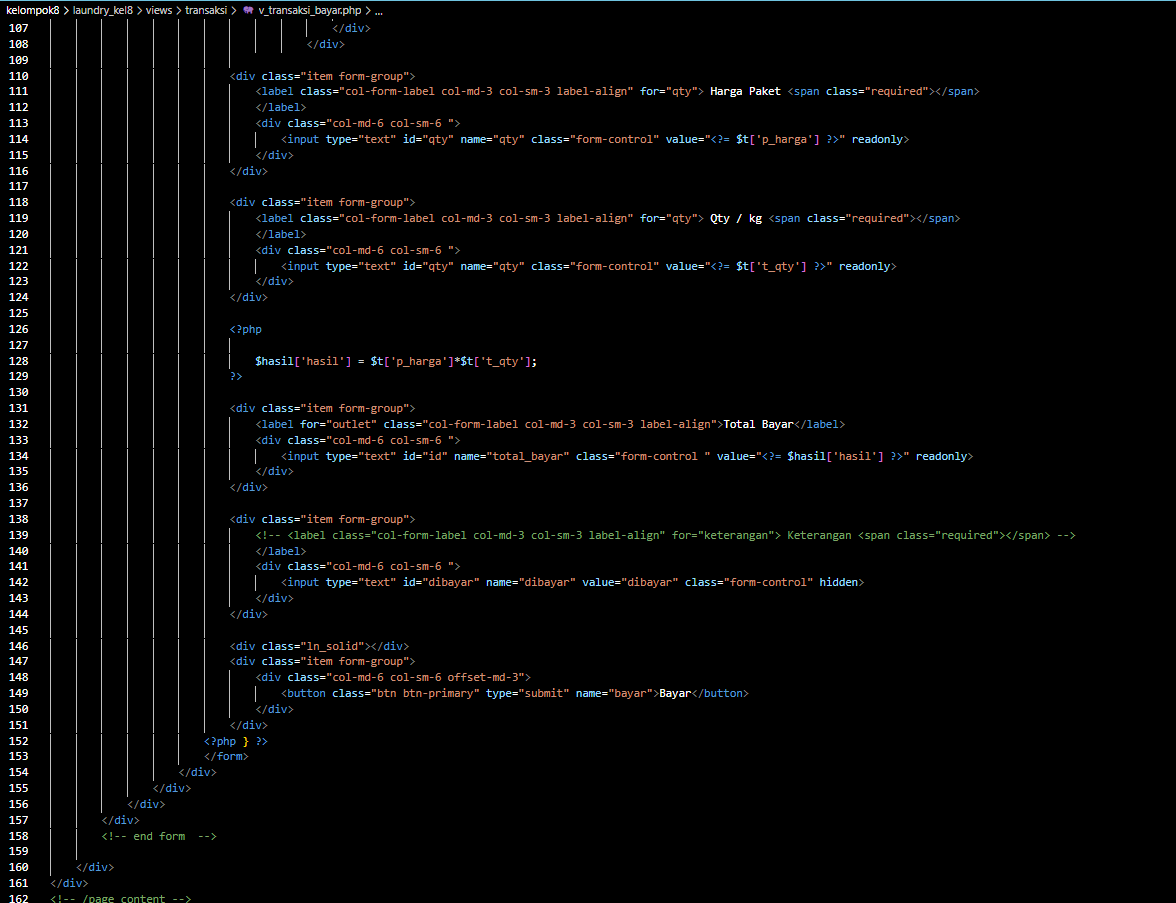 kelompok8 > laundry_kel8 > views > transaksi > v_transaksi_bayar.php > ...
107 </div>
108 </div>
109
110 <div class="item form-group">
111 <label class="col-form-label col-md-3 col-sm-3 label-align" for="qty"> Harga Paket <span class="required"></span>
112 </label>
113 <div class="col-md-6 col-sm-6 ">
114 <input type="text" id="qty" name="qty" class="form-control" value="<?= $t['p_harga'] ?>" readonly>
115 </div>
116 </div>
117
118 <div class="item form-group">
119 <label class="col-form-label col-md-3 col-sm-3 label-align" for="qty"> Qty / kg <span class="required"></span>
120 </label>
121 <div class="col-md-6 col-sm-6 ">
122 <input type="text" id="qty" name="qty" class="form-control" value="<?= $t['t_qty'] ?>" readonly>
123 </div>
124 </div>
125
126 <?php
127
128 $hasil['hasil'] = $t['p_harga']*$t['t_qty'];
129 ?>
130
131 <div class="item form-group">
132 <label for="outlet" class="col-form-label col-md-3 col-sm-3 label-align">Total Bayar</label>
133 <div class="col-md-6 col-sm-6 ">
134 <input type="text" id="id" name="total_bayar" class="form-control " value="<?= $hasil['hasil'] ?>" readonly>
135 </div>
136 </div>
137
138 <div class="item form-group">
139 <!-- <label class="col-form-label col-md-3 col-sm-3 label-align" for="keterangan"> Keterangan <span class="required"></span> -->
140 </label>
141 <div class="col-md-6 col-sm-6 ">
142 <input type="text" id="dibayar" name="dibayar" value="dibayar" class="form-control" hidden>
143 </div>
144 </div>
145
146 <div class="ln_solid"></div>
147 <div class="item form-group">
148 <div class="col-md-6 col-sm-6 offset-md-3">
149 <button class="btn btn-primary" type="submit" name="bayar">Bayar</button>
150 </div>
151 </div>
152 <?php } ?>
153 </form>
154 </div>
155 </div>
156 </div>
157 </div>
158 <!-- end form  -->
159
160 </div>
161 </div>
162 <!-- /page content -->